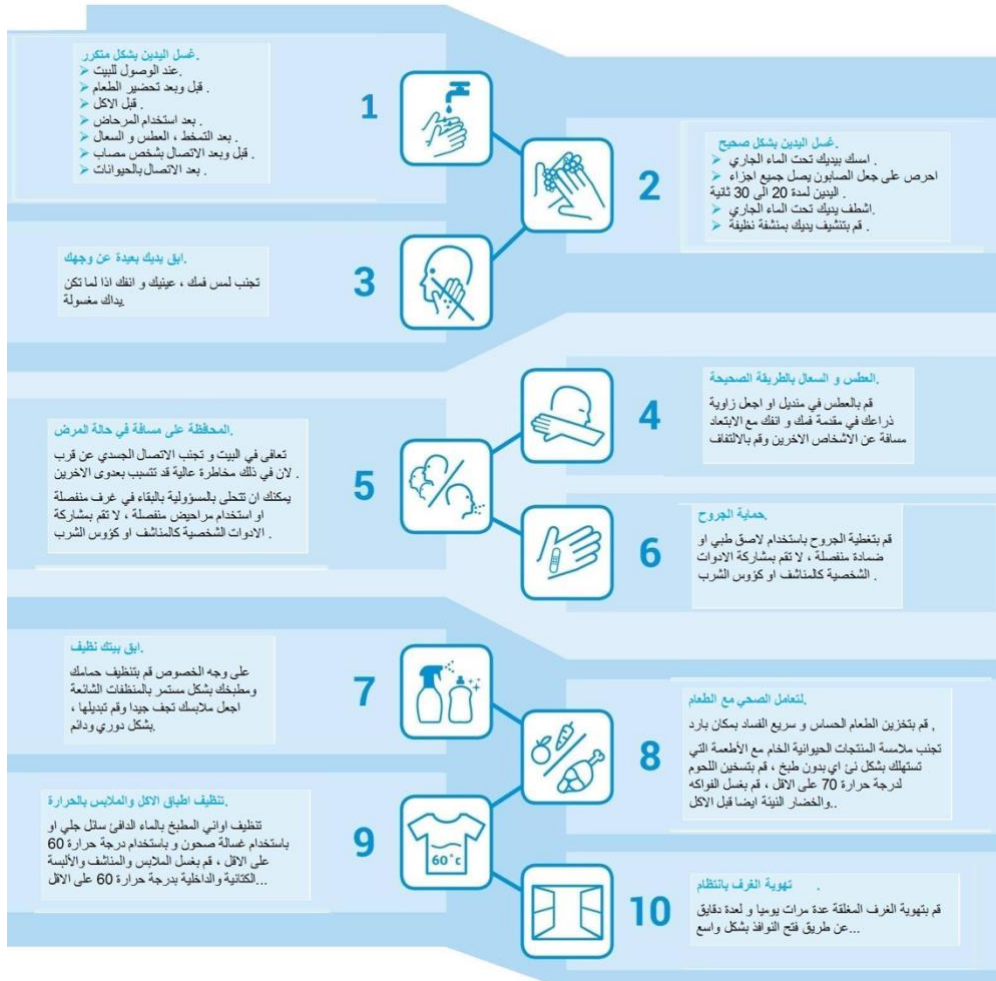 1
غسل اليدين بشكل متكرر.
عند الوصول للبيت.
قبل وبعد تحضير الطعام .
قبل الاكل .
بعد استخدام المرحاض .
بعد التمخط ، العطس و السعال .
قبل وبعد الاتصال بشخص مصاب .
بعد الاتصال بالحيوانات .
2
غسل اليدين بشكل صحيح.
امسك بيديك تحت الماء الجاري .
احرص على جعل الصابون يصل جميع اجزاء
اليدين لمدة 20 الى 30 ثانية .
اشطف يديك تحت الماء الجاري.
قم بتنشيف يديك بمنشفة نظيفة .
3
ابق يديك بعيدة عن وجهك.
تجنب لمس فمك ، عينيك و انفك اذا لما تكن
يداك مغسولة.
4
العطس و السعال بالطريقة الصحيحة.
قم بالعطس في منديل او اجعل زاوية
ذراعك في مقدمة فمك و انفك مع الابتعاد
مسافة عن الاشخاص الاخرين وقم بالالتفاف
5
المحافظة على مسافة في حالة المرض.
تعافى في البيت و تجنب الاتصال الجسدي عن قرب
لان في ذلك مخاطرة عالية قد تتسبب بعدوى الاخرين .
يمكنك ان تتحلى بالمسؤولية بالبقاء في غرف منفصلة
او استخدام مراحيض منفصلة ، لا تقم بمشاركة
الادوات الشخصية كالمناشف او كؤوس الشرب .
6
حماية الجروح.
قم بتغطية الجروح باستخدام لاصق طبي او
ضمادة منفصلة ، لا تقم بمشاركة الادوات
الشخصية كالمناشف او كؤوس الشرب .
7
ابق بيتك نظيف.
على وجه الخصوص قم بتنظيف حمامك
ومطبخك بشكل مستمر بالمنظفات الشائعة
اجعل ملابسك تجف جيدا وقم تبديلها ،
بشكل دوري ودائم.
8
لتعامل الصحي مع الطعام.
قم بتخزين الطعام الحساس و سريع الفساد بمكان بارد ,
تجنب ملامسة المنتجات الحيوانية الخام مع الأطعمة التي
تستهلك بشكل نئ اي بدون طبخ ، قم بتسخين اللحوم
لدرجة حرارة 70 على الاقل ، قم بغسل الفواكه
والخضار النيئة ايضا قبل الاكل..
9
تنظيف اطباق الاكل والملابس بالحرارة.
تنظيف اواني المطبخ بالماء الدافئ سائل جلي او
باستخدام غسالة صحون و باستخدام درجة حرارة 60
على الاقل ، قم بغسل الملابس والمناشف والألبسة
الكتانية والداخلية بدرجة حرارة 60 على الاقل...
60°c
10
تهوية الغرف بانتظام .
قم بتهوية الغرف المغلقة عدة مرات يوميا و لعدة دقايق
عن طريق فتح النوافذ بشكل واسع...